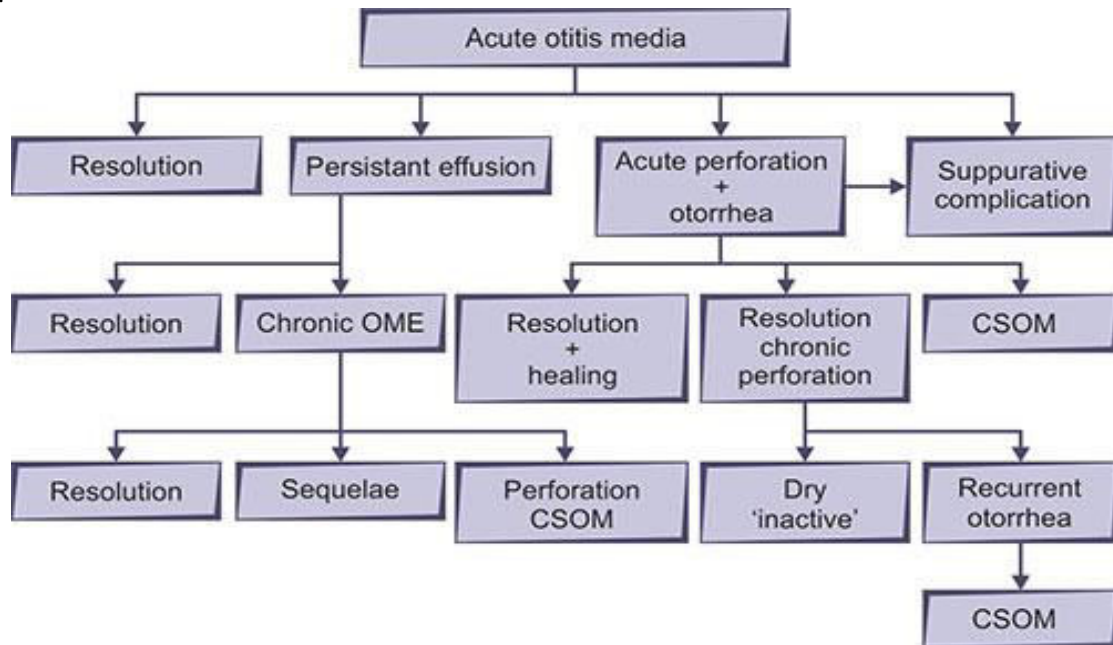 Acute otitis media
Resolution
Persistant effusion
Acute perforation
+
otorrhea
Suppurative
complication
Resolution
Chronic OME
Resolution
+
healing
Resolution
chronic
perforation
CSOM
Resolution
Sequelae
Perforation
CSOM
Dry
‘inactive’
Recurrent
otorrhea
CSOM